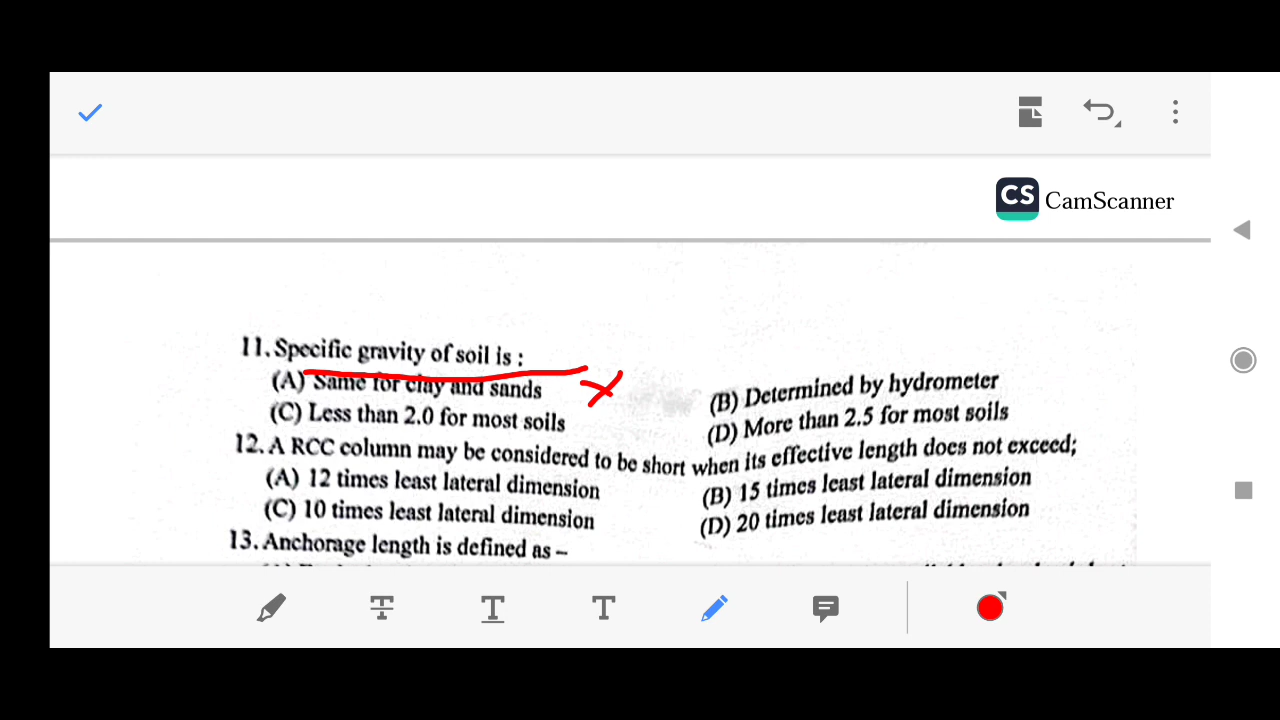 CS CamScanner
11. Specific gravity of soil is :
(A) Same for clay and sands
(B) Determined by hydrometer
(C) Less than 2.0 for most soils
(D) More than 2.5 for most soils
12. A RCC column may be considered to be short when its effective length does not exceed;
(A) 12 times least lateral dimension
(B) 15 times least lateral dimension
(C) 10 times least lateral dimension
(D) 20 times least lateral dimension
13. Anchorage length is defined as –